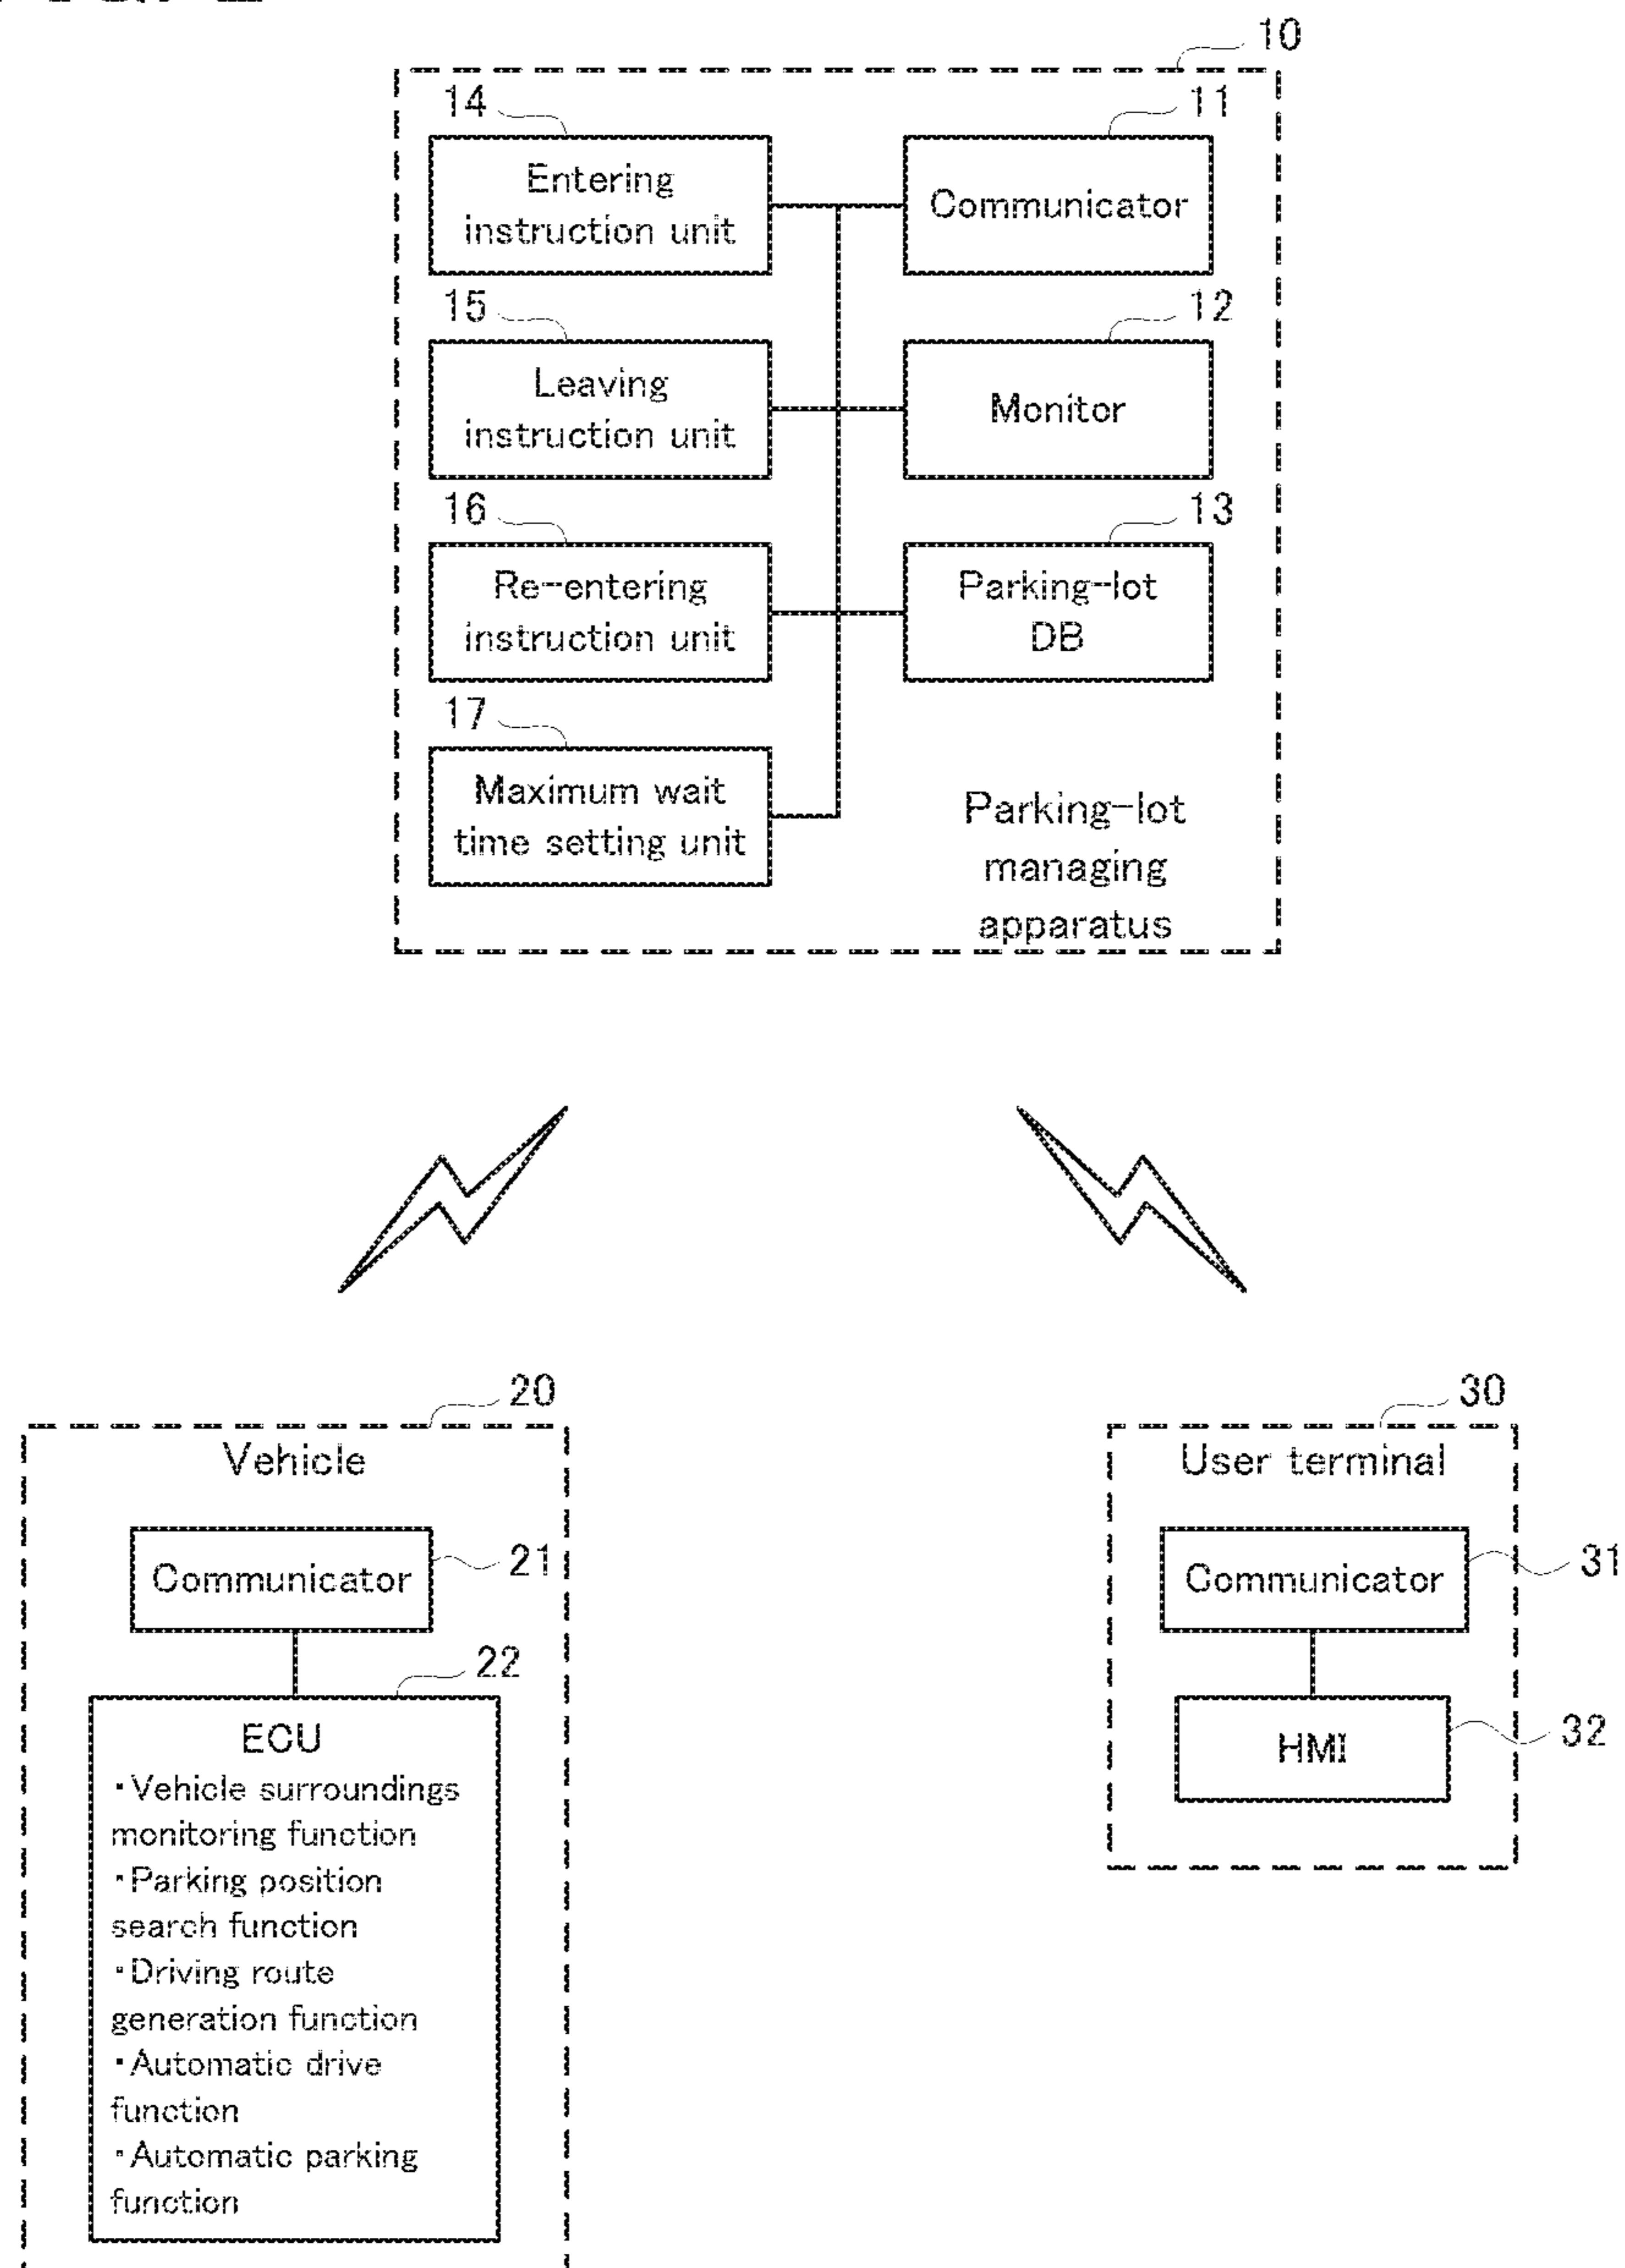 10
14
11
Entering
instruction unit
Communicator
15
12
Leaving
instruction unit
Monitor
16
13
Re-entering
instruction unit
Parking-lot
DB
17
Maximum wait
time setting unit
Parking-lot
managing
apparatus
20
Vehicle
Communicator
21
22
ECU
・Vehicle surroundings
monitoring function
・Parking position
search function
・Driving route
generation function
・Automatic drive
function
・Automatic parking
function
30
User terminal
Communicator
31
HMI
32